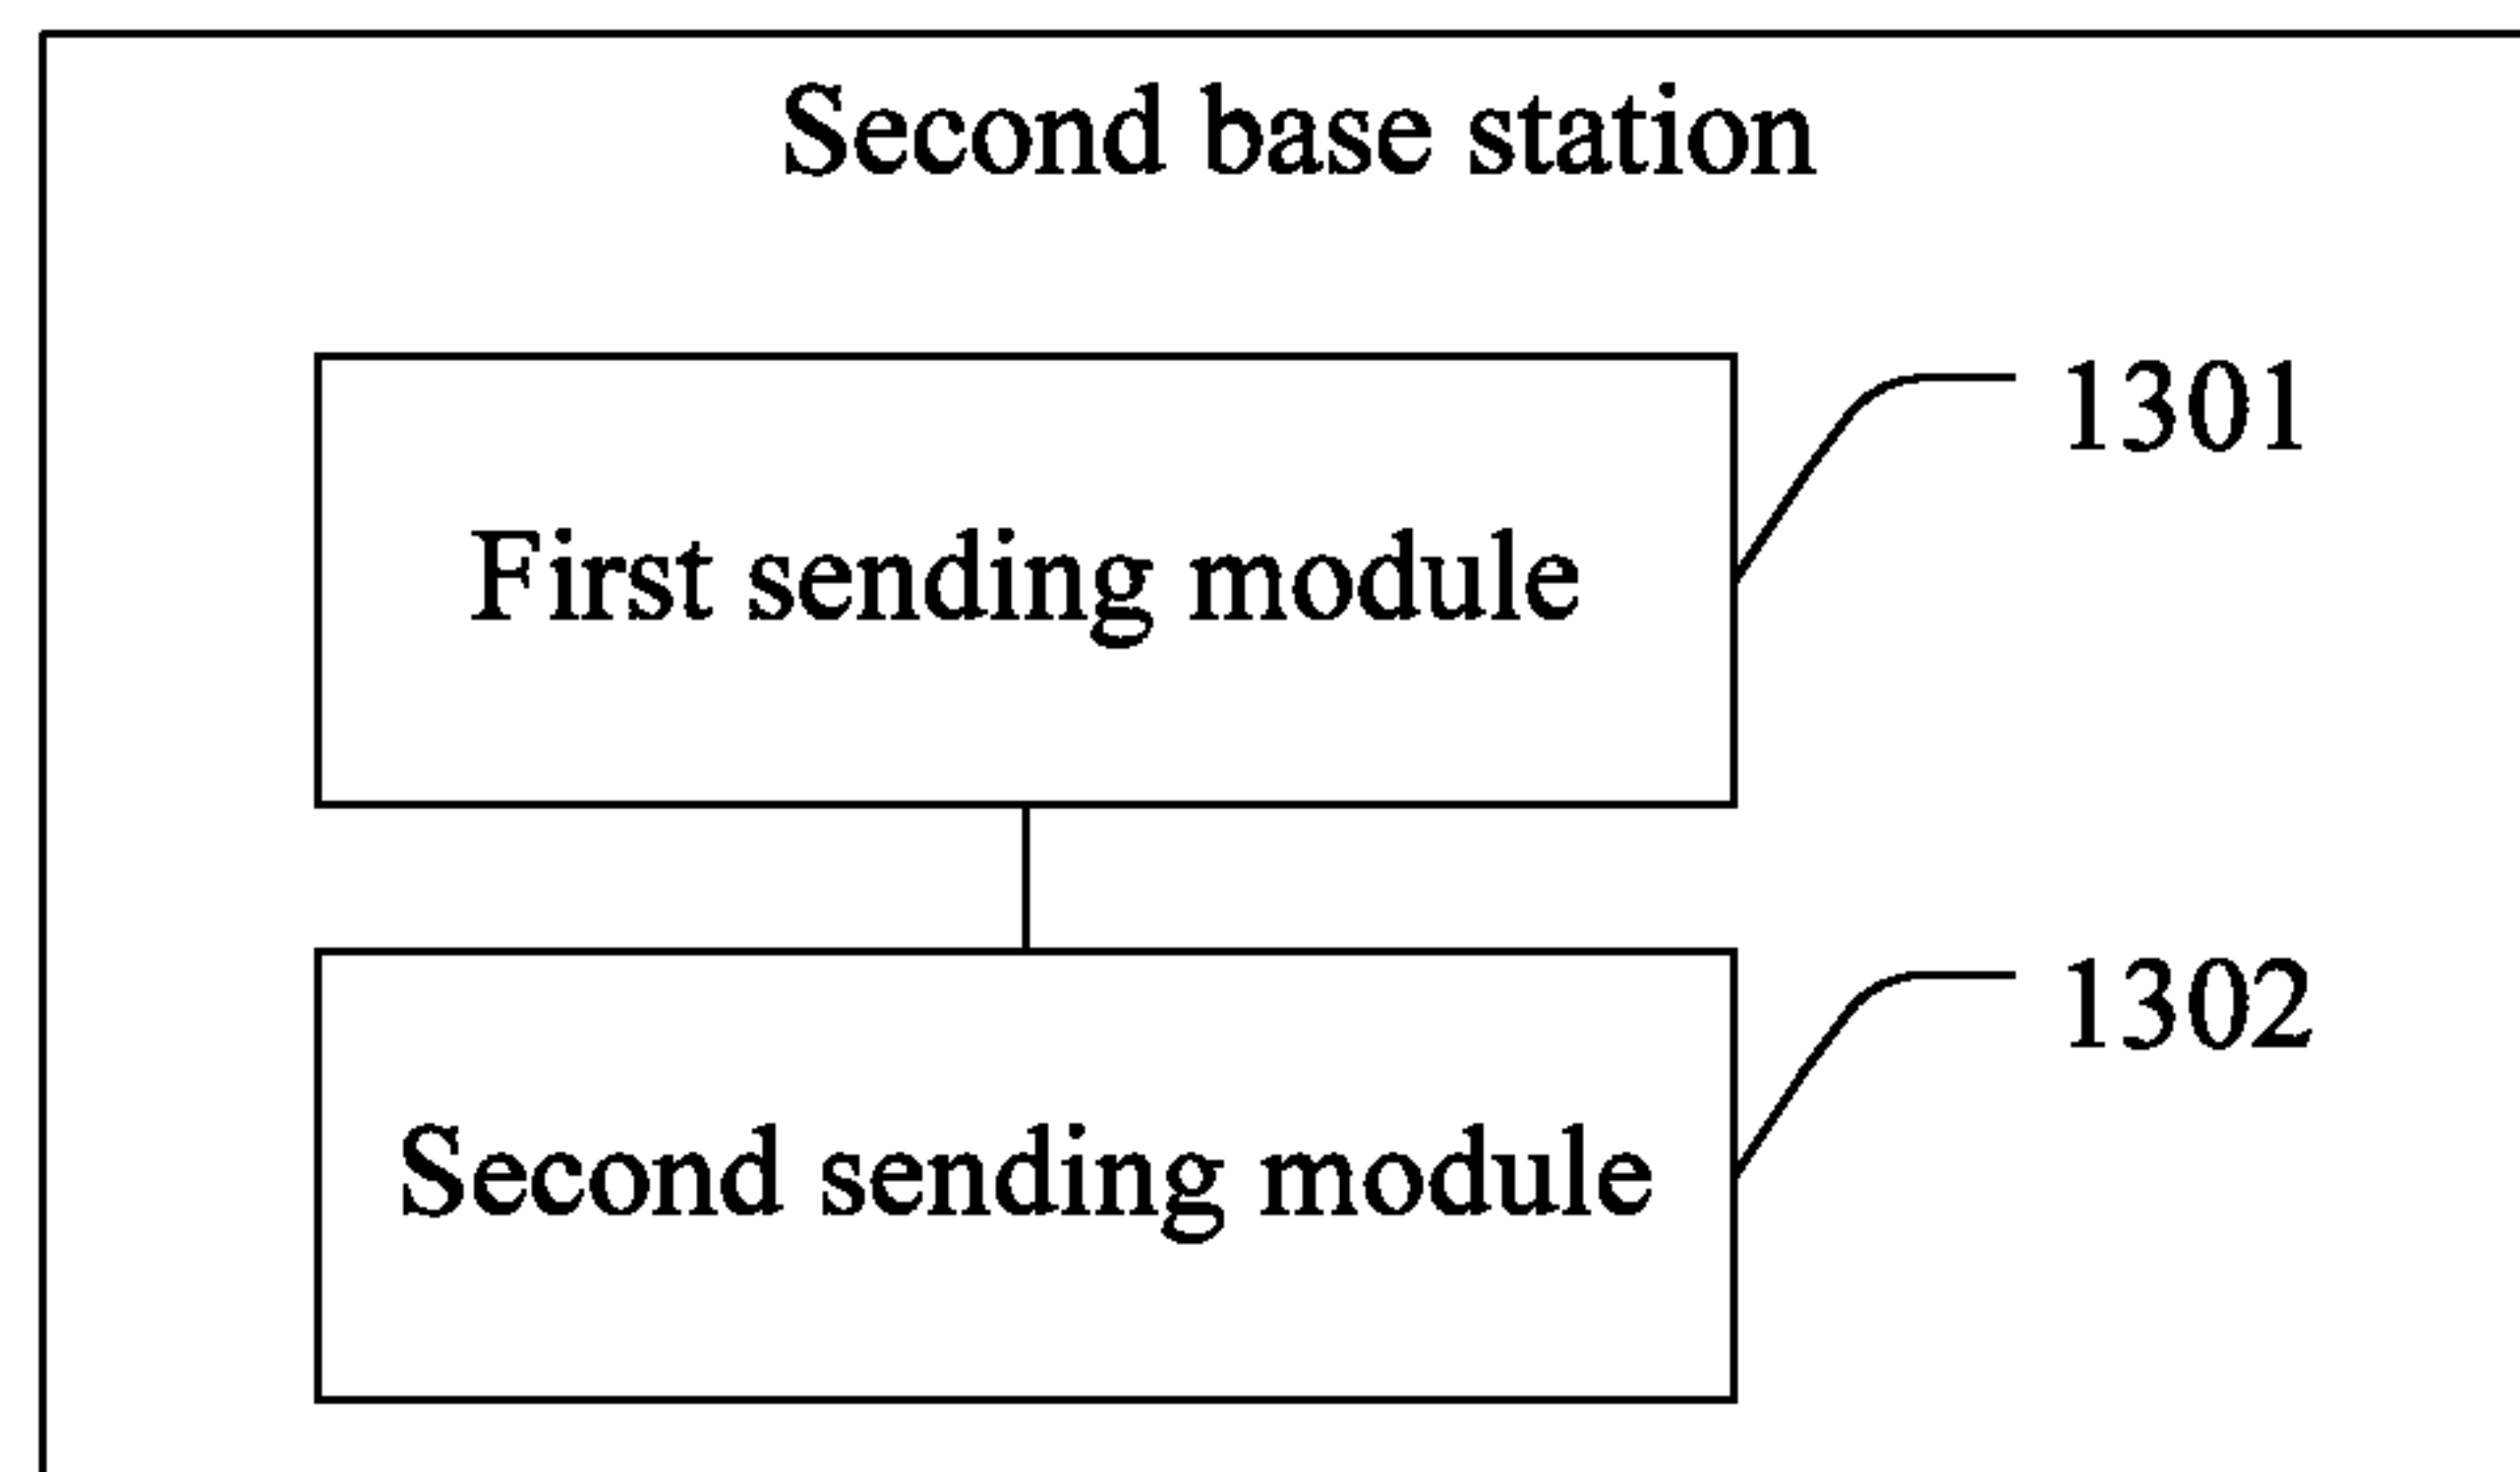 Second base station
1301
First sending module
1302
Second sending module